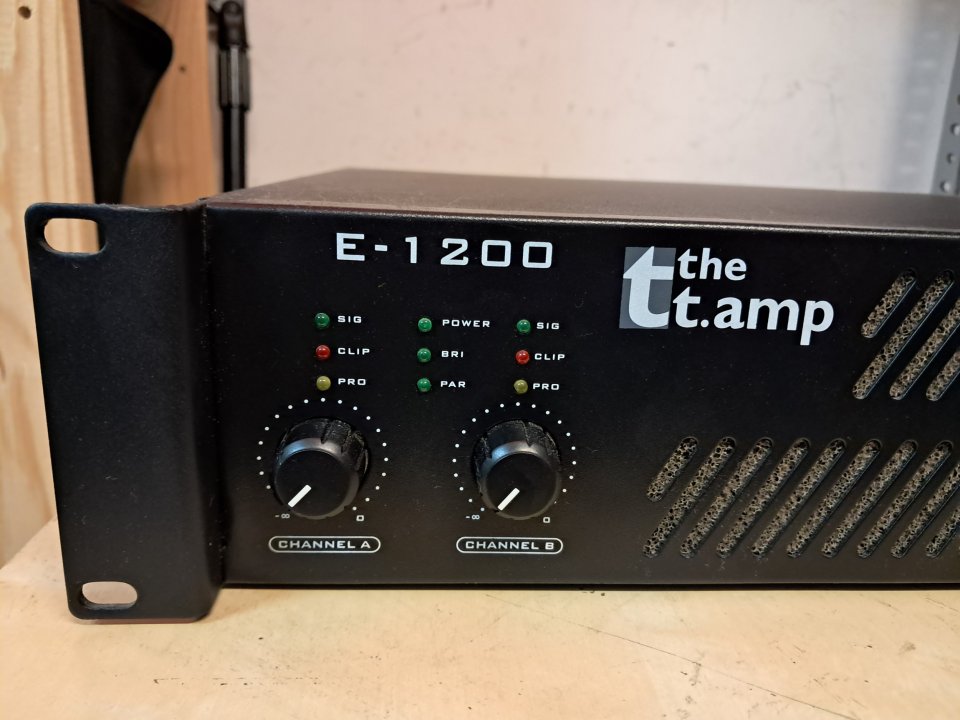 E-1200
the
t.amp
SIG
CLIP
PRO
POWER
BRI
PAR
SIG
CLIP
PRO
-∞
0
-∞
0
CHANNEL A
CHANNEL B